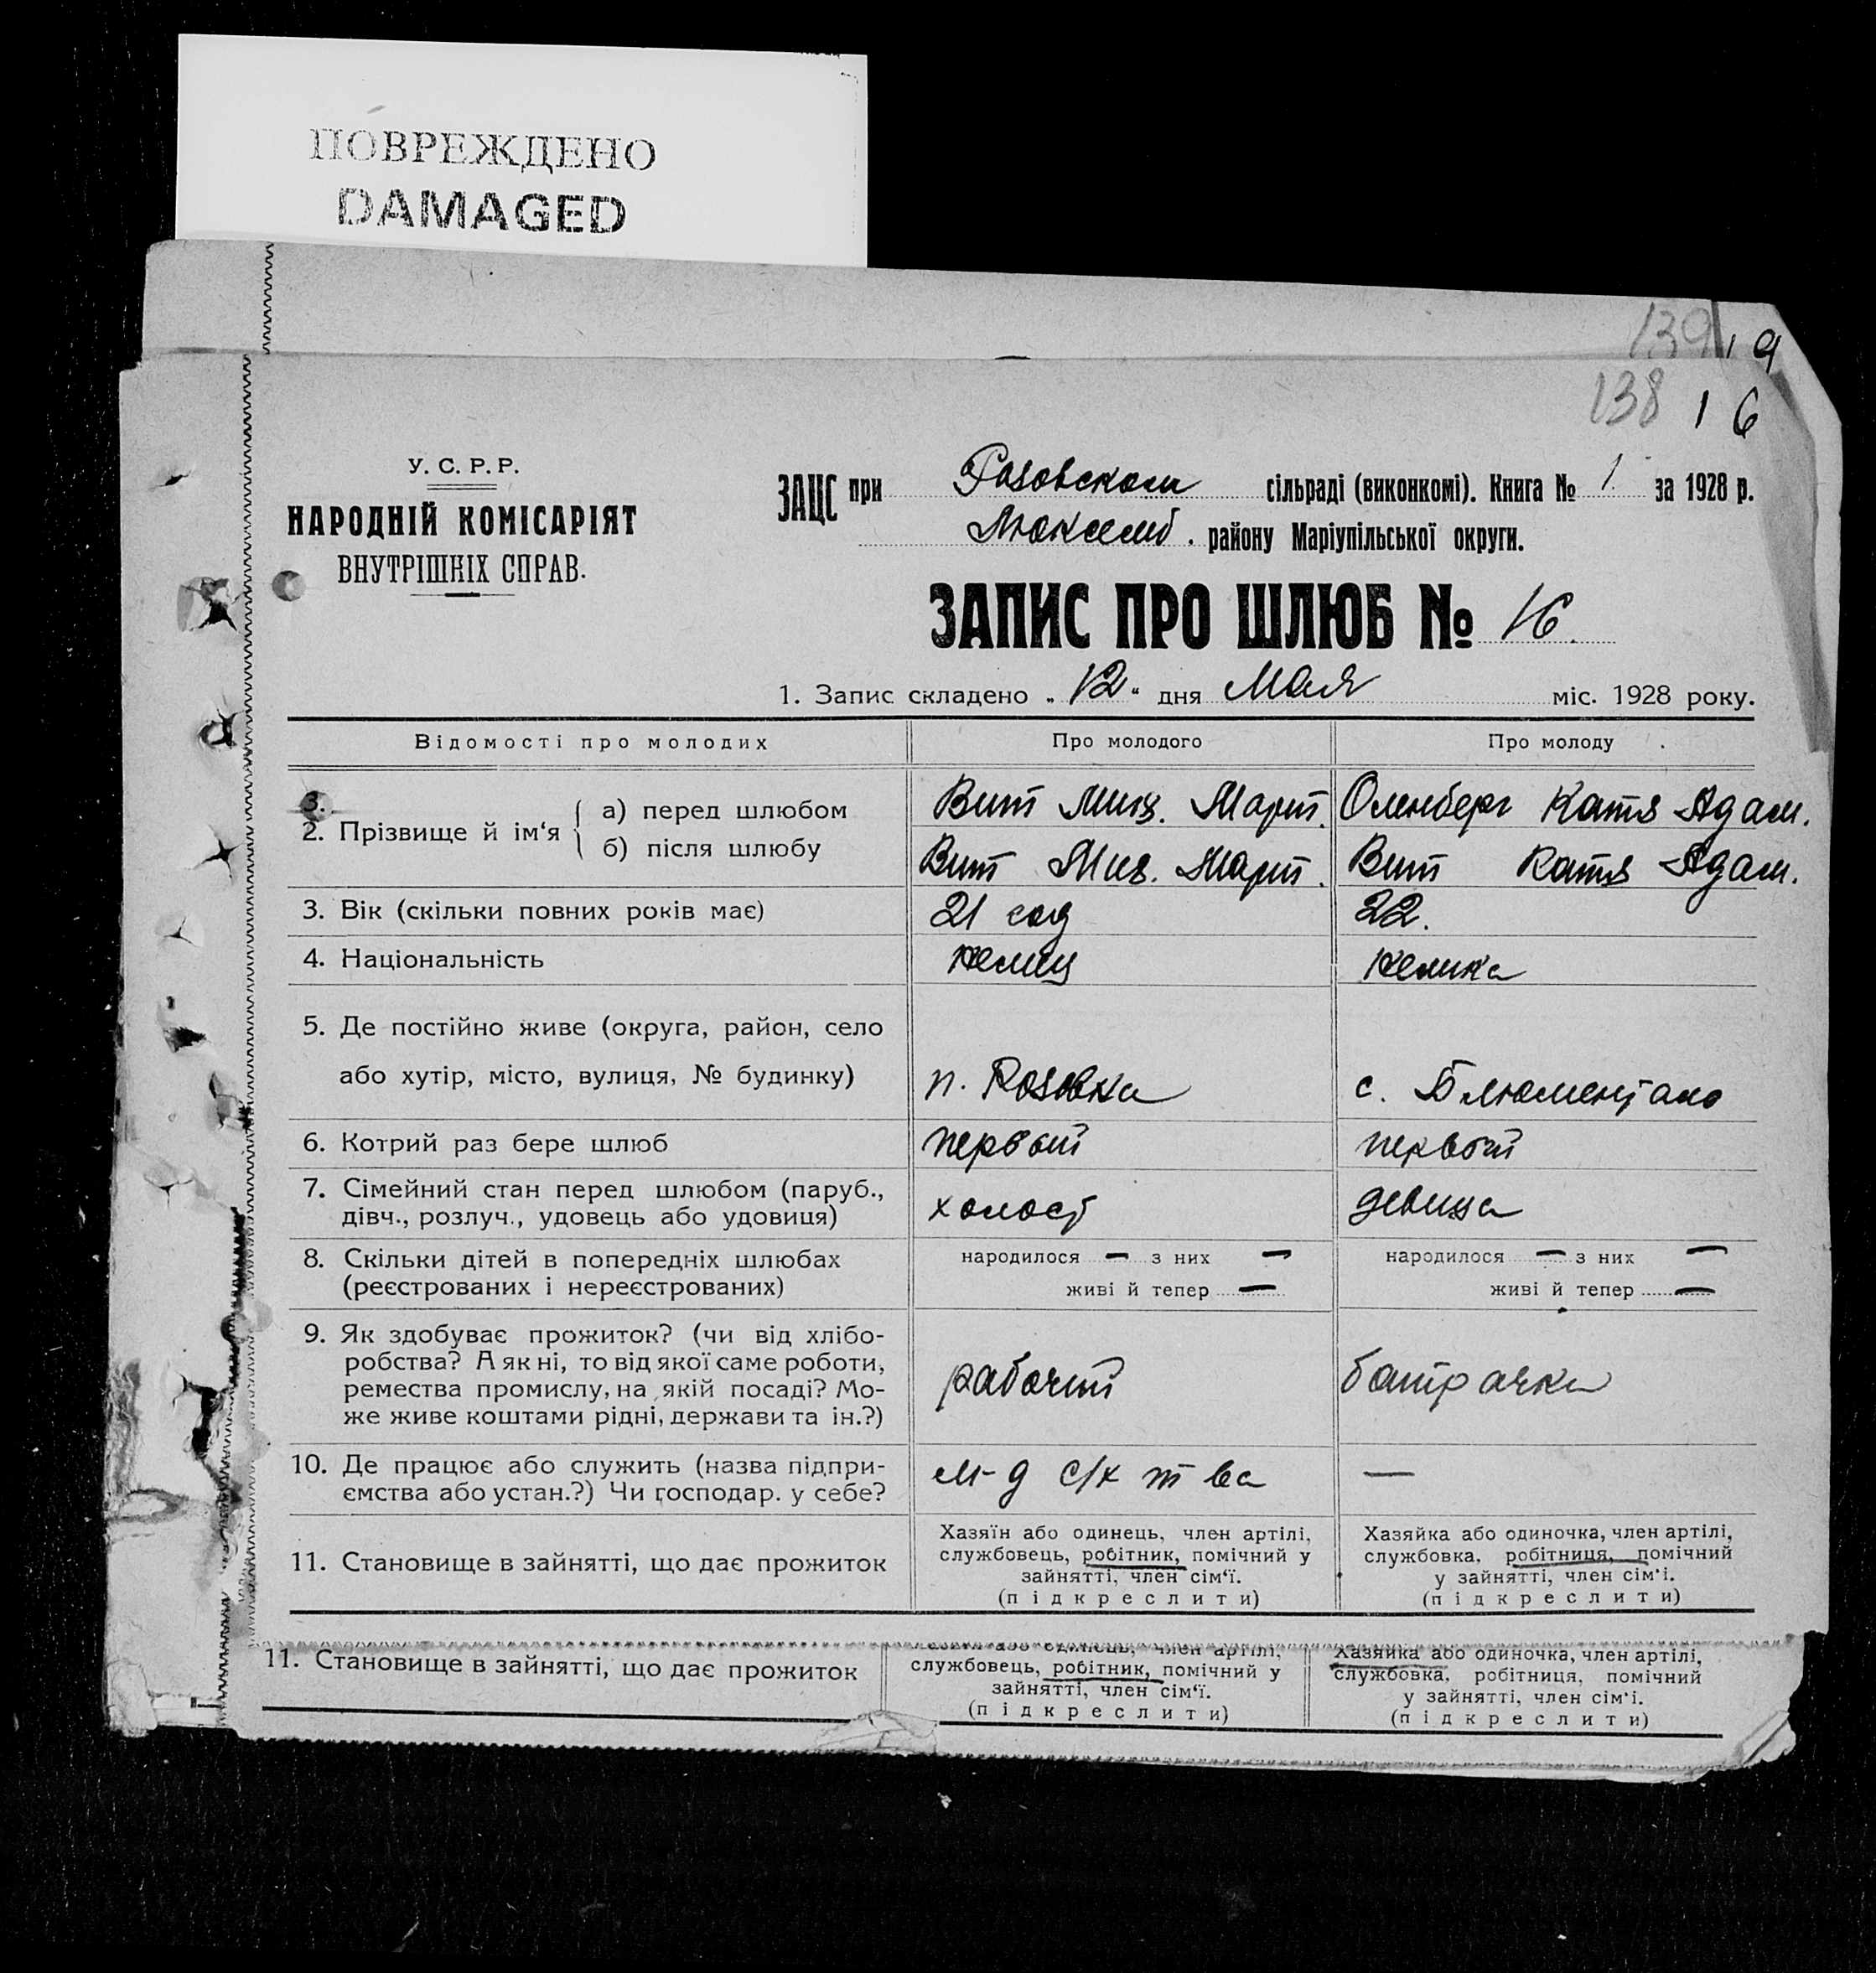 ПОВРЕЖДЕНО
DAMAGED
139 19
138 16
У. С. Р. Р.
НАРОДНІЙ КОМІСАРІЯТ
ВНУТРІШНІХ СПРАВ.
ЗАЦС при Розовском сільраді (виконкомі). Книга № 1. за 1928 р.
Люксемб. району Маріупільської округи.
ЗАПИС ПРО ШЛЮБ № 16.
1. Запис складено „ 12 “ дня Мая міс. 1928 року.
Відомості про молодих Про молодого Про молоду
2. Прізвище й ім‘я { а) перед шлюбом Вит Мих. Март. Оленберг Катя Адам.
б) після шлюбу Вит Мих. Март. Вит Катя Адам.
3. Вік (скільки повних років має) 21 год 22.
4. Національність немец немка
5. Де постійно живе (округа, район, село
або хутір, місто, вулиця, № будинку) п. Розовка с. Блюменталь
6. Котрий раз бере шлюб первый первый
7. Сімейний стан перед шлюбом (паруб.,
дівч., розлуч., удовець або удовиця) холост девица
8. Скільки дітей в попередніх шлюбах народилося — з них — народилося — з них —
(реєстрованих і нереєстрованих) живі й тепер — живі й тепер —
9. Як здобуває прожиток? (чи від хлібо-
робства? А як ні, то від якої саме роботи,
ремества промислу, на якій посаді? Мо- рабочий батрачка
же живе коштами рідні, держави та ін.?)
10. Де працює або служить (назва підпри- м-д с/х т ва —
ємства або устан.?) Чи господар. у себе?
11. Становище в зайнятті, що дає прожиток
Хазяїн або одинець, член артілі,
службовець, робітник, помічний у
зайнятті, член сім‘ї.
(підкреслити)
Хазяйка або одиночка, член артілі,
службовка, робітниця, помічний
у зайнятті, член сім‘і.
(підкреслити)
11. Становище в зайнятті, що дає прожиток
службовець, робітник, помічний у
зайнятті, член сім‘ї.
(підкреслити)
Хазяйка або одиночка, член артілі,
службовка, робітниця, помічний
у зайнятті, член сім‘і.
(підкреслити)